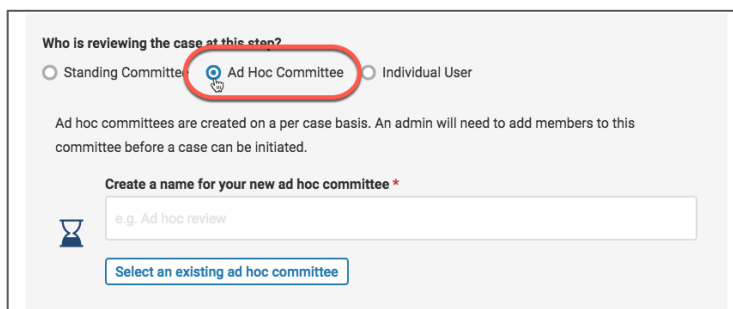 Who is reviewing the case at this step?
Standing Committee Ad Hoc Committee Individual User
Ad hoc committees are created on a per case basis. An admin will need to add members to this
committee before a case can be initiated.
Create a name for your new ad hoc committee *
e.g. Ad hoc review
Select an existing ad hoc committee